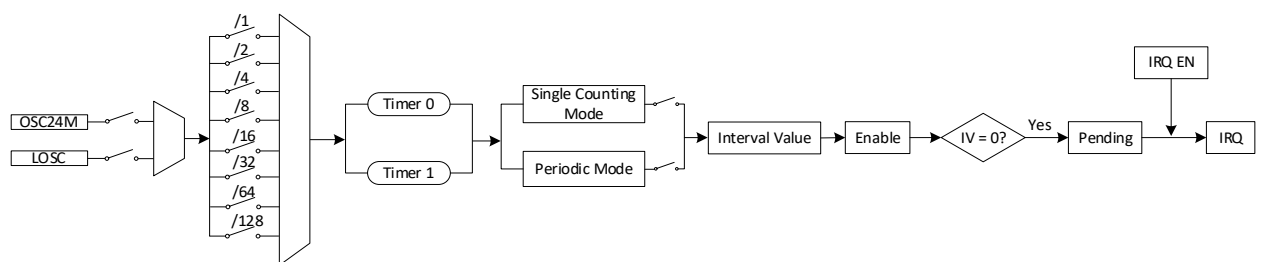 OSC24M
LOSC
/1
/2
/4
/8
/16
/32
/64
/128
Timer 0
Timer 1
Single Counting
Mode
Periodic Mode
Interval Value
Enable
IV = 0?
Yes
Pending
IRQ EN
IRQ